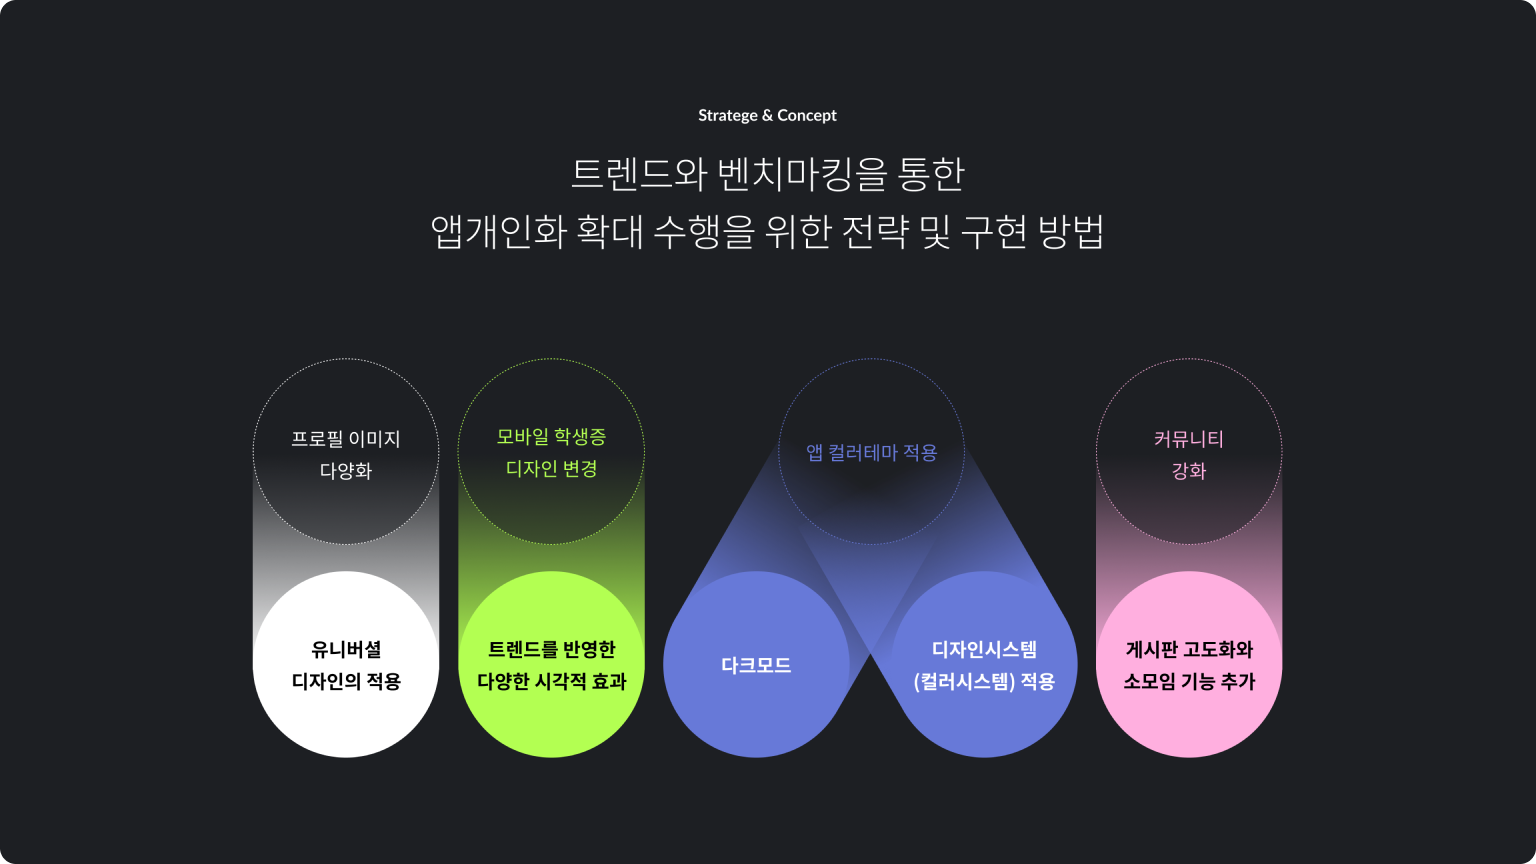 Stratege & Concept
트렌드와 벤치마킹을 통한
앱개인화 확대 수행을 위한 전략 및 구현 방법
프로필 이미지
다양화
모바일 학생증
디자인 변경
앱 컬러테마 적용
커뮤니티
강화
유니버셜
디자인의 적용
트렌드를 반영한
다양한 시각적 효과
다크모드
디자인시스템
(컬러시스템) 적용
게시판 고도화와
소모임 기능 추가